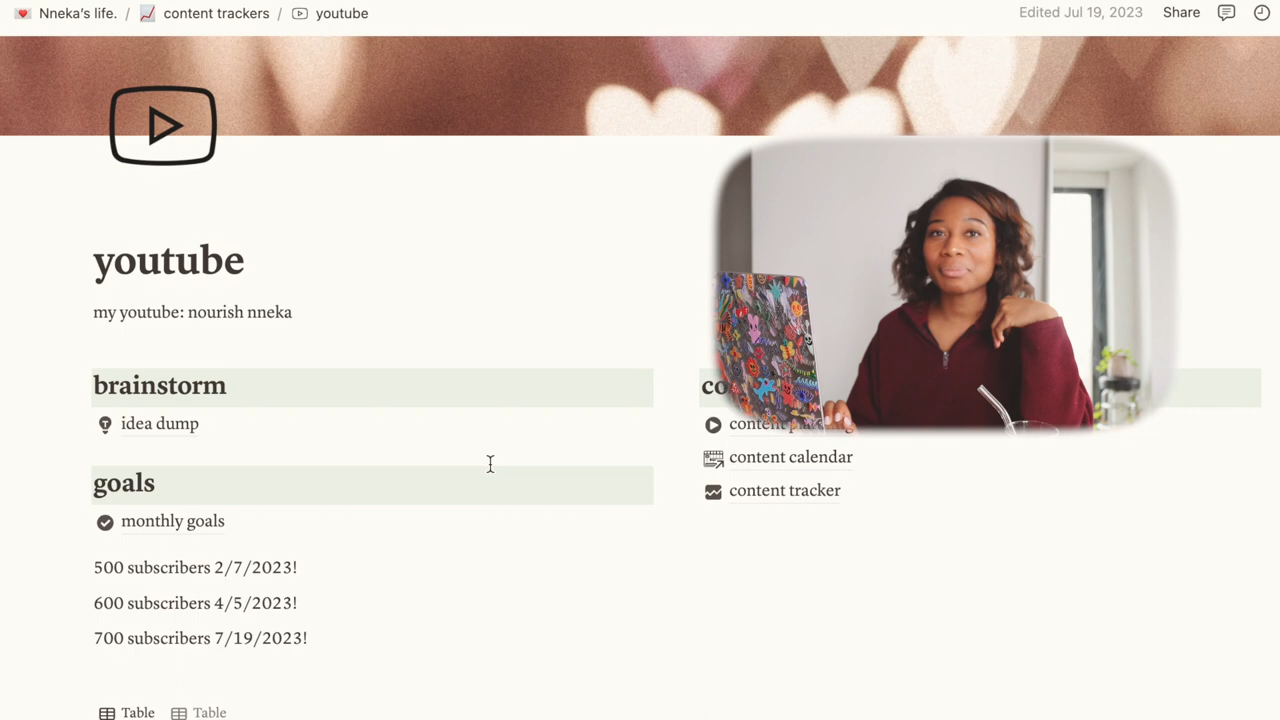 Nneka's life. / content trackers / youtube
Edited Jul 19, 2023 Share
youtube
my youtube: nourish nneka
brainstorm
idea dump
goals
monthly goals
500 subscribers 2/7/2023!
600 subscribers 4/5/2023!
700 subscribers 7/19/2023!
content
content calendar
content tracker
Table Table